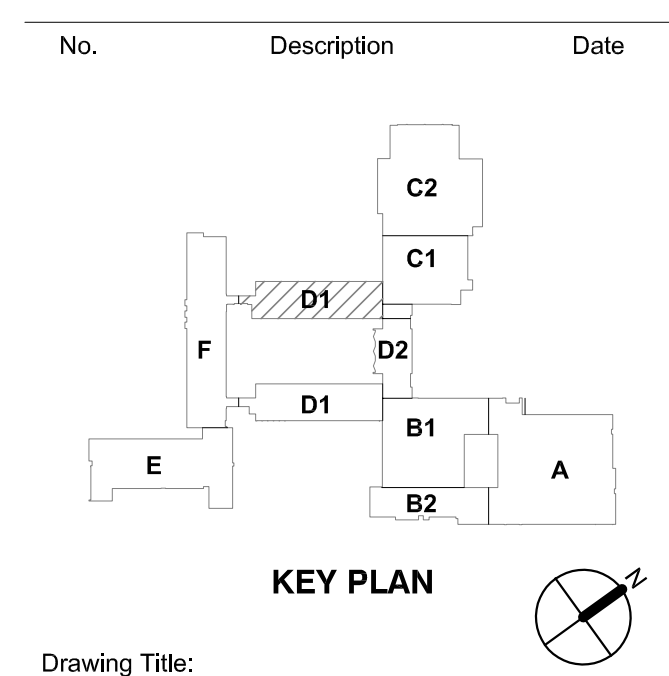 No. Description Date
C2
C1
D1
F D2
D1
B1
E A
B2
KEY PLAN
N
Drawing Title: